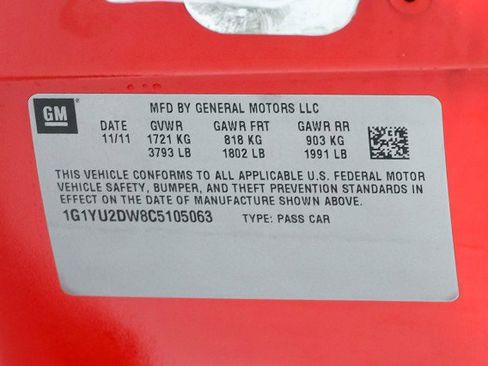 GM
MFD BY GENERAL MOTORS LLC
DATE GVWR GAWR FRT GAWR RR
11/11 1721 KG 818 KG 903 KG
3793 LB 1802 LB 1991 LB
THIS VEHICLE CONFORMS TO ALL APPLICABLE U.S. FEDERAL MOTOR
VEHICLE SAFETY, BUMPER, AND THEFT PREVENTION STANDARDS IN
EFFECT ON THE DATE OF MANUFACTURE SHOWN ABOVE.
1G1YU2DW8C5105063 TYPE: PASS CAR